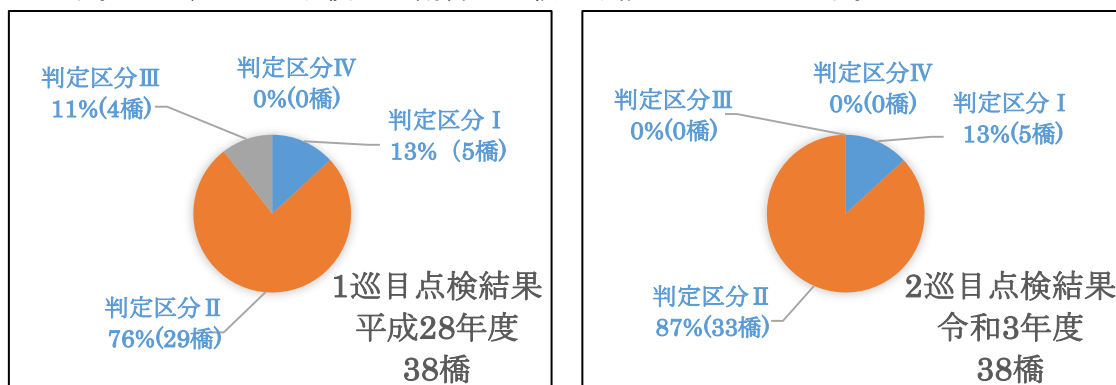 判定区分Ⅲ
11%(4橋)
判定区分Ⅳ
0%(0橋)
判定区分Ⅰ
13% (5橋)
判定区分Ⅱ
76%(29橋)
1巡目点検結果
平成28年度
38橋
判定区分Ⅲ
0%(0橋)
判定区分Ⅳ
0%(0橋)
判定区分Ⅰ
13%(5橋)
判定区分Ⅱ
87%(33橋)
2巡目点検結果
令和3年度
38橋